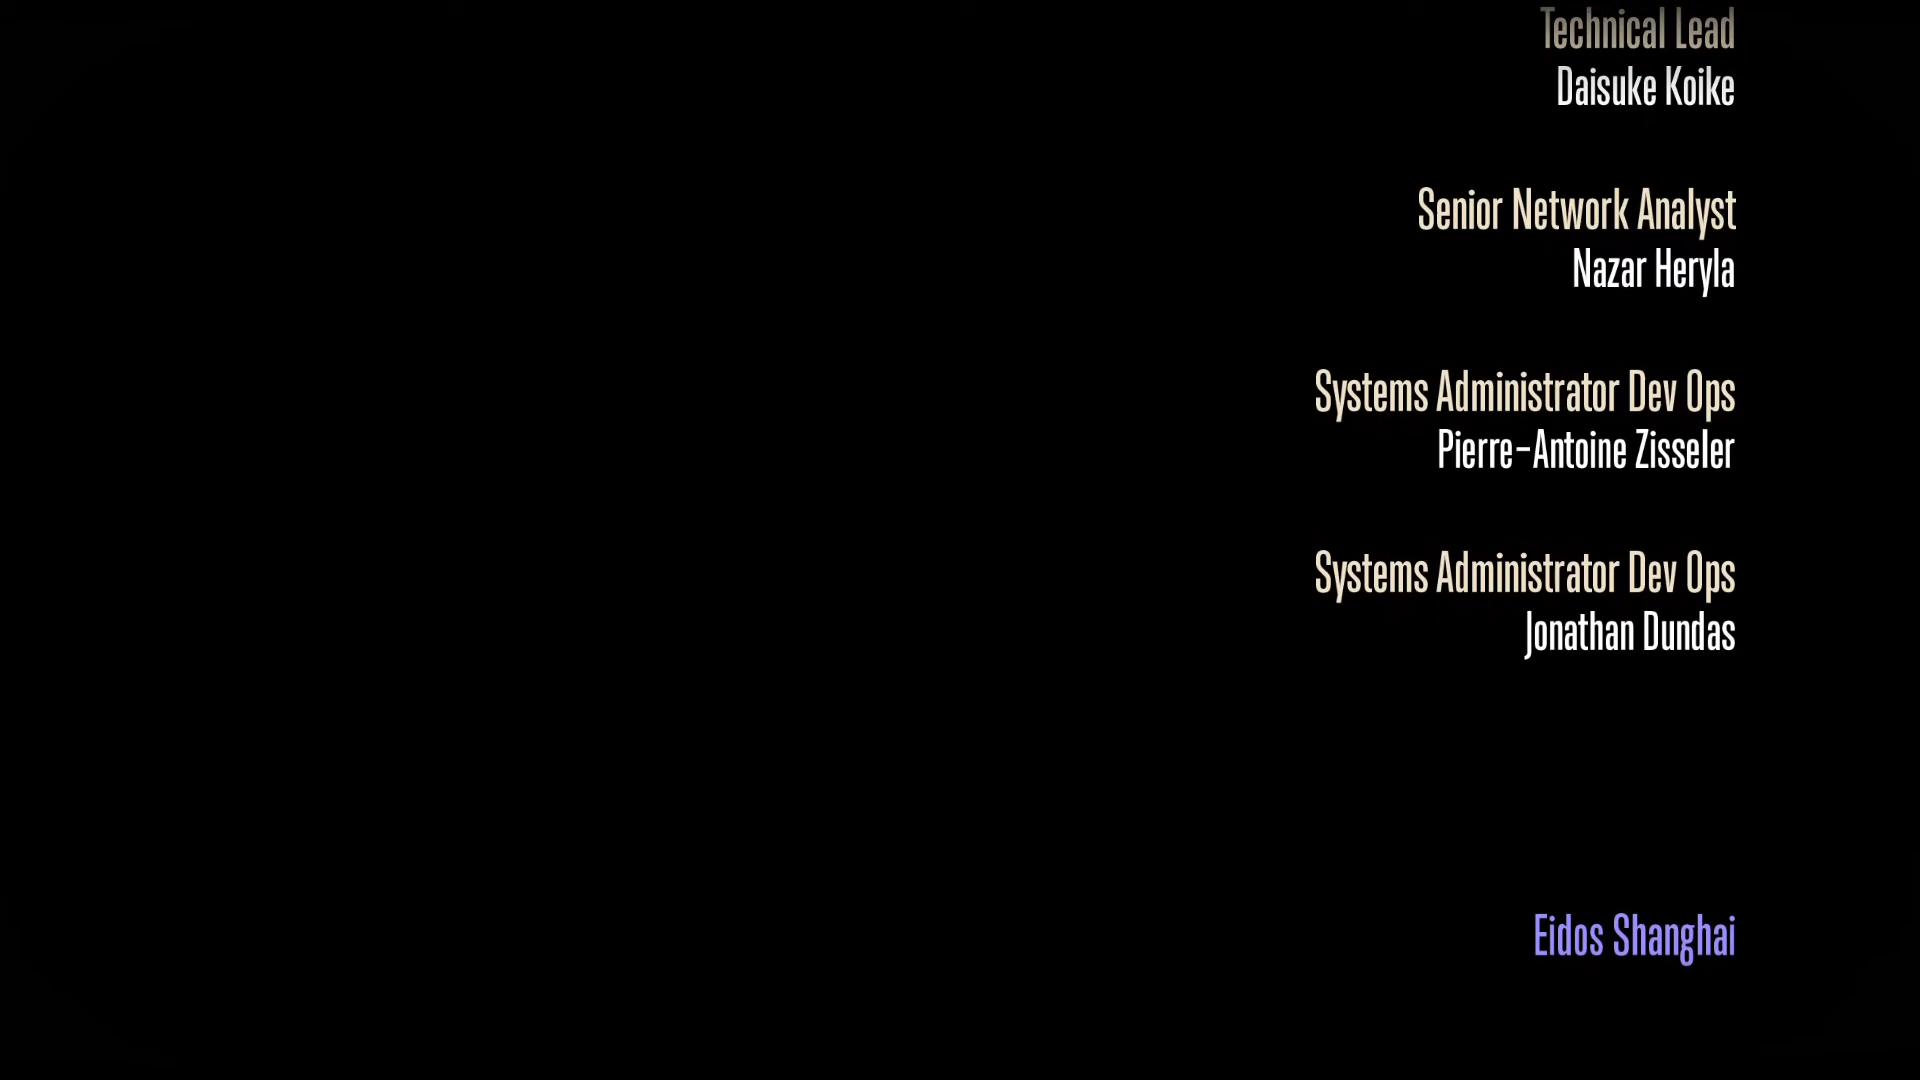 Technical Lead
Daisuke Koike
Senior Network Analyst
Nazar Heryla
Systems Administrator Dev Ops
Pierre-Antoine Zisseler
Systems Administrator Dev Ops
Jonathan Dundas
Eidos Shanghai